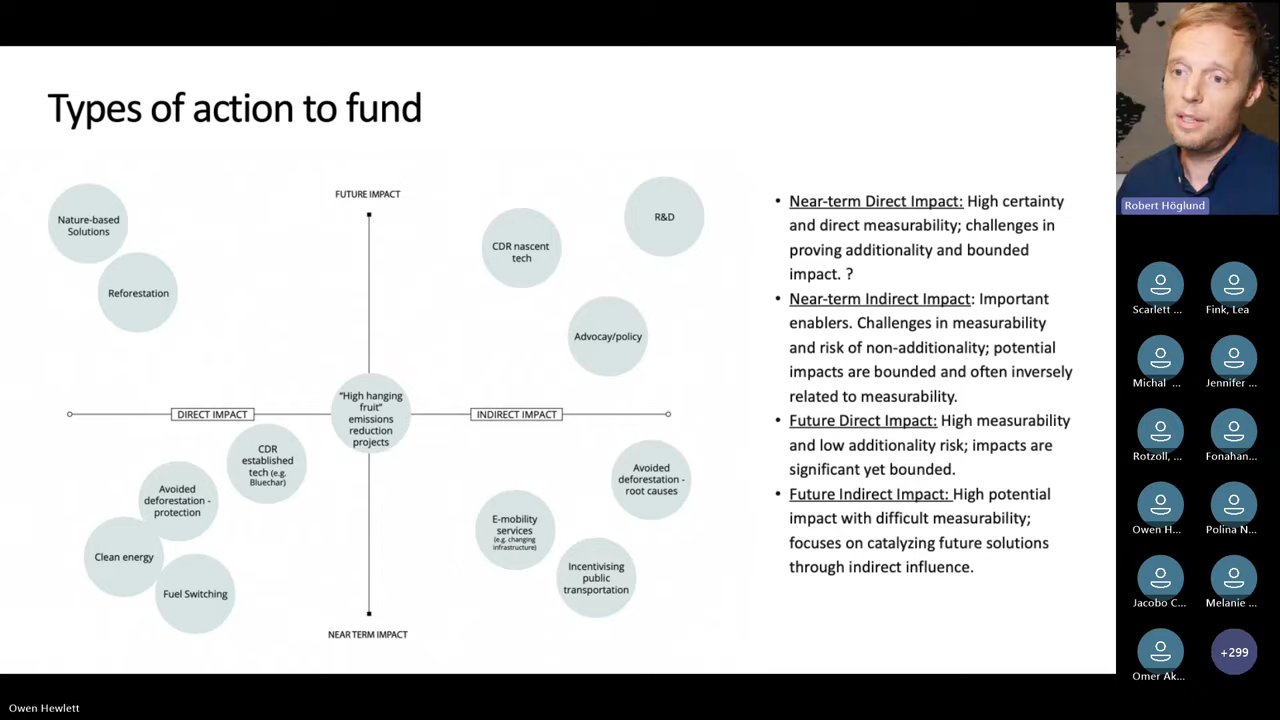 Types of action to fund
FUTURE IMPACT
Nature-based
Solutions
Reforestation
CDR nascent
tech
R&D
Advocay/policy
"High hanging
fruit"
emissions
reduction
projects
DIRECT IMPACT
INDIRECT IMPACT
CDR
established
tech (e.g.
Bluechar)
Avoided
deforestation -
protection
Clean energy
Fuel Switching
Avoided
deforestation -
root causes
E-mobility
services
(e.g. changing
infrastructure)
Incentivising
public
transportation
NEAR TERM IMPACT
• Near-term Direct Impact: High certainty
and direct measurability; challenges in
proving additionality and bounded
impact. ?
• Near-term Indirect Impact: Important
enablers. Challenges in measurability
and risk of non-additionality; potential
impacts are bounded and often inversely
related to measurability.
• Future Direct Impact: High measurability
and low additionality risk; impacts are
significant yet bounded.
• Future Indirect Impact: High potential
impact with difficult measurability;
focuses on catalyzing future solutions
through indirect influence.
Robert Höglund
Scarlett ...
Fink, Lea
Michal ...
Jennifer ...
Rotzoll, ...
Fonahan...
Owen H...
Polina N...
Jacobo C...
Melanie ...
Omer Ak...
+299
Owen Hewlett